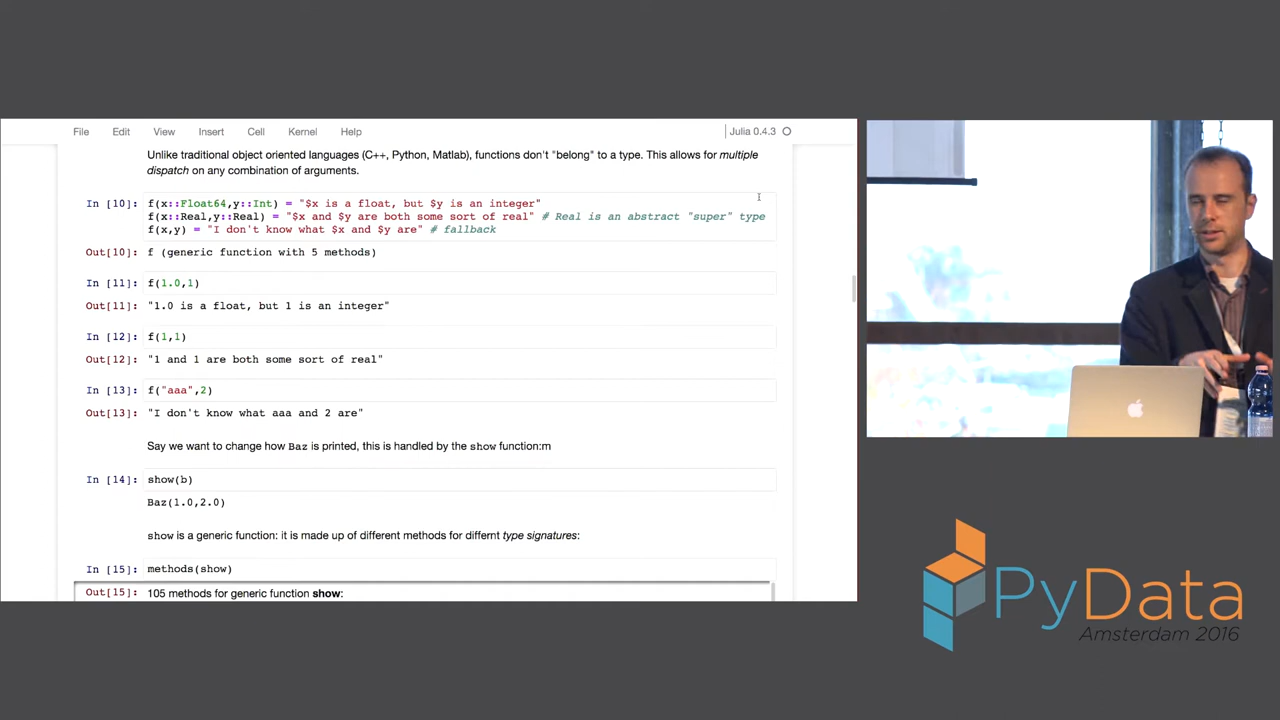 File Edit View Insert Cell Kernel Help Julia 0.4.3
Unlike traditional object oriented languages (C++, Python, Matlab), functions don't "belong" to a type. This allows for multiple
dispatch on any combination of arguments.
In [10]: f(x::Float64,y::Int) = "$x is a float, but $y is an integer"
f(x::Real,y::Real) = "$x and $y are both some sort of real" # Real is an abstract "super" type
f(x,y) = "I don't know what $x and $y are" # fallback
Out[10]: f (generic function with 5 methods)
In [11]: f(1.0,1)
Out[11]: "1.0 is a float, but 1 is an integer"
In [12]: f(1,1)
Out[12]: "1 and 1 are both some sort of real"
In [13]: f("aaa",2)
Out[13]: "I don't know what aaa and 2 are"
Say we want to change how Baz is printed, this is handled by the show function:m
In [14]: show(b)
Baz(1.0,2.0)
show is a generic function: it is made up of different methods for differnt type signatures:
In [15]: methods(show)
Out[15]: 105 methods for generic function show:
PyData
Amsterdam 2016